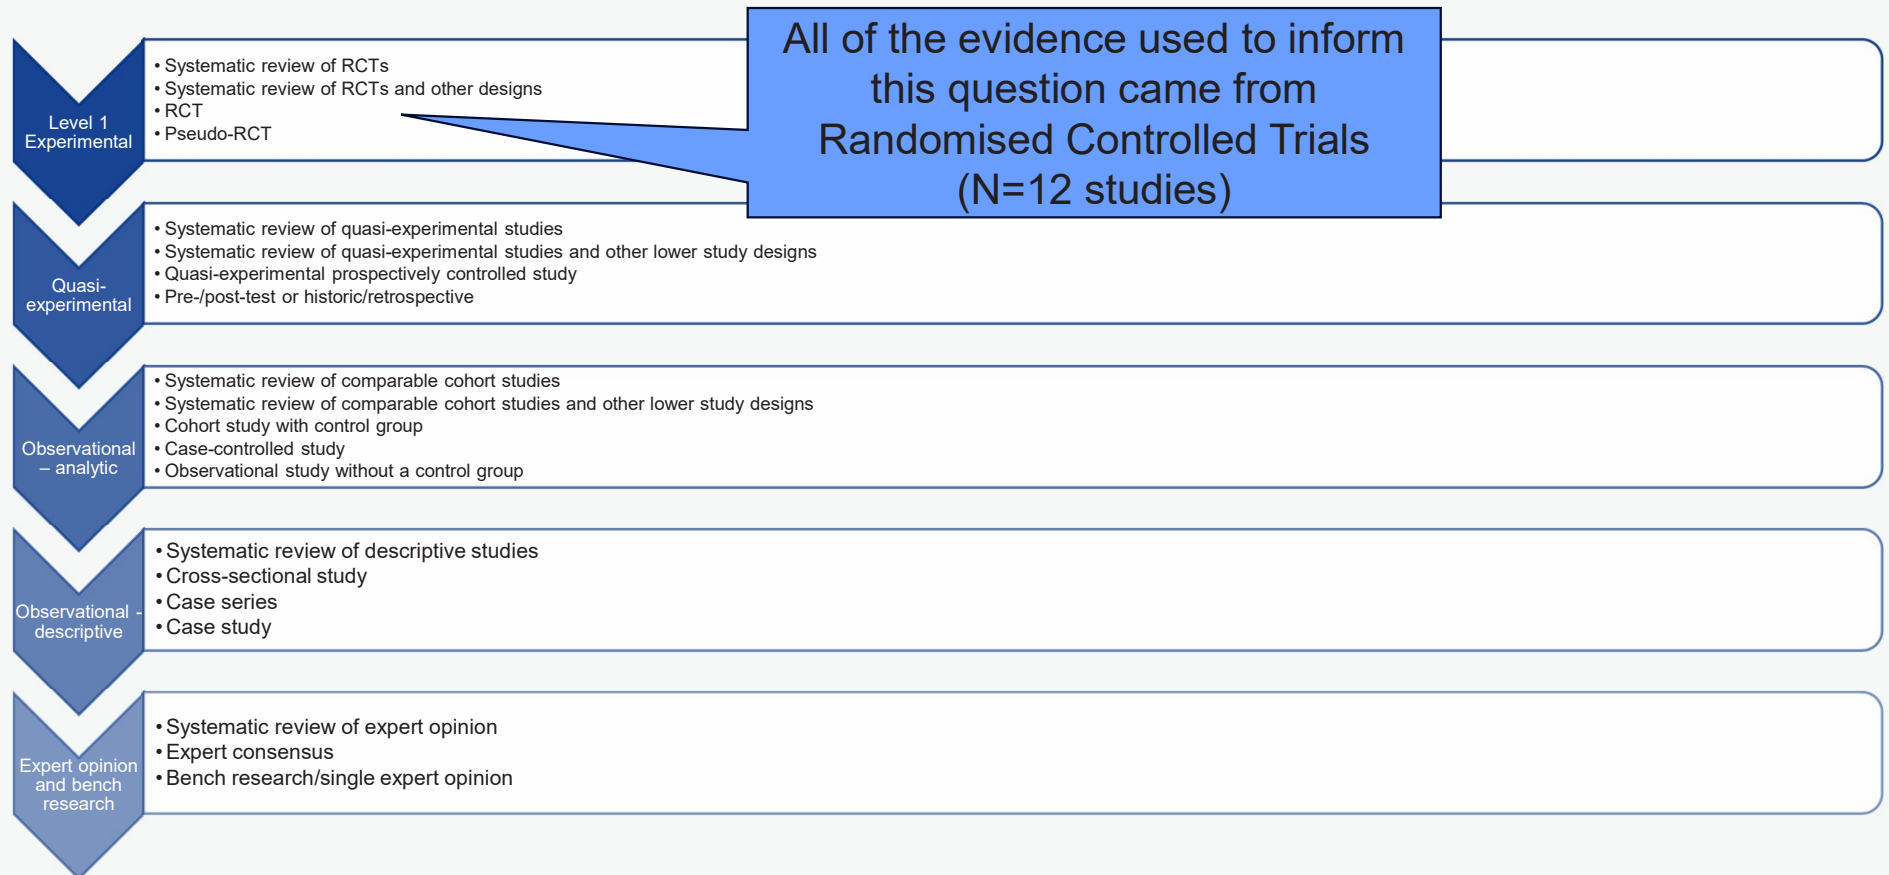 All of the evidence used to inform
this question came from
Randomised Controlled Trials
(N=12 studies)
Level 1
Experimental
• Systematic review of RCTs
• Systematic review of RCTs and other designs
• RCT
• Pseudo-RCT
Quasi-
experimental
• Systematic review of quasi-experimental studies
• Systematic review of quasi-experimental studies and other lower study designs
• Quasi-experimental prospectively controlled study
• Pre-/post-test or historic/retrospective
Observational
– analytic
• Systematic review of comparable cohort studies
• Systematic review of comparable cohort studies and other lower study designs
• Cohort study with control group
• Case-controlled study
• Observational study without a control group
Observational -
descriptive
• Systematic review of descriptive studies
• Cross-sectional study
• Case series
• Case study
Expert opinion
and bench
research
• Systematic review of expert opinion
• Expert consensus
• Bench research/single expert opinion